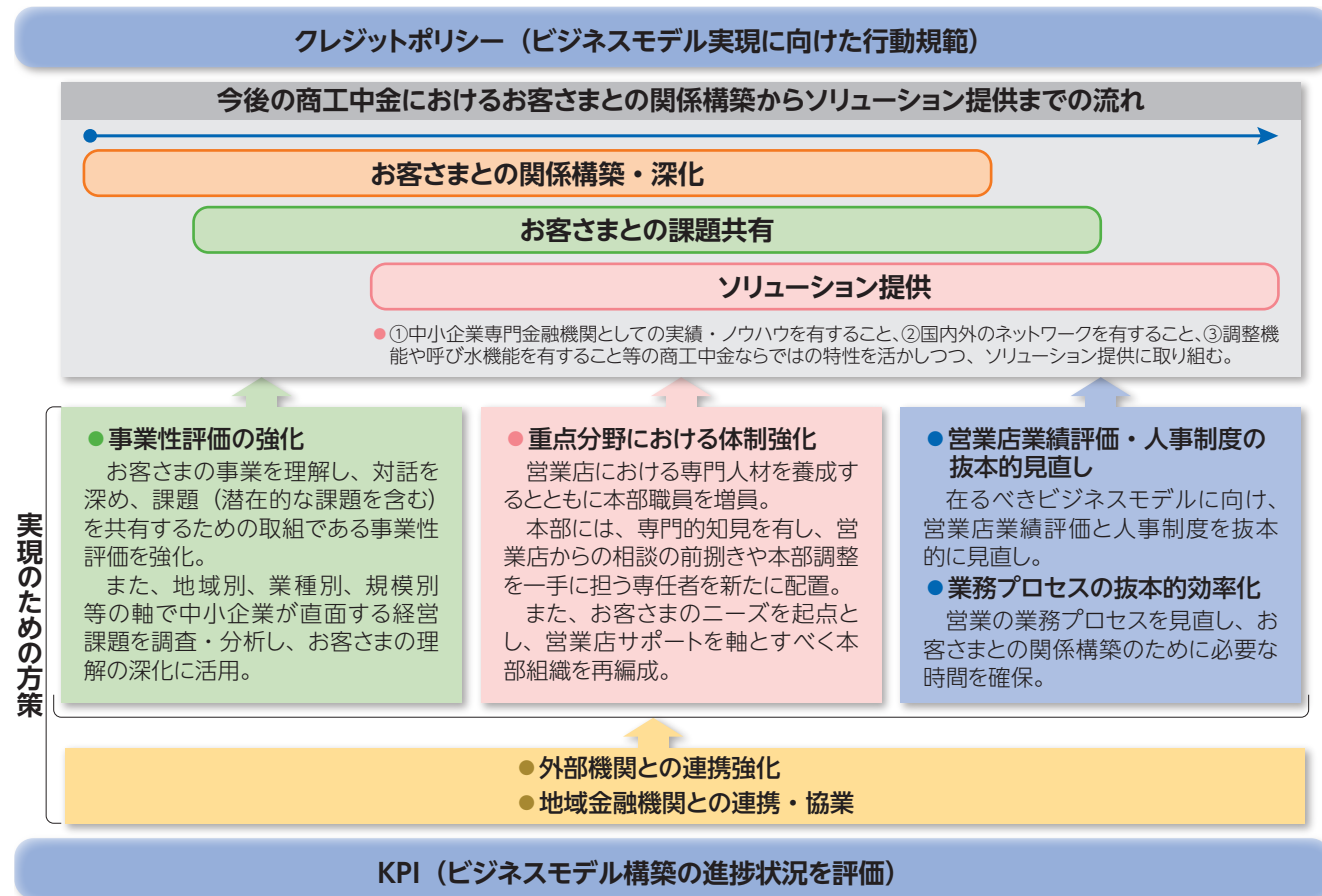 クレジットポリシー（ビジネスモデル実現に向けた行動規範）
今後の商工中金におけるお客さまとの関係構築からソリューション提供までの流れ
お客さまとの関係構築・深化
お客さまとの課題共有
ソリューション提供
●①中小企業専門金融機関としての実績・ノウハウを有すること、②国内外のネットワークを有すること、③調整機
能や呼び水機能を有すること等の商工中金ならではの特性を活かしつつ、ソリューション提供に取り組む。
実現のための方策
●事業性評価の強化
お客さまの事業を理解し、対話を
深め、課題（潜在的な課題を含む）
を共有するための取組である事業性
評価を強化。
また、地域別、業種別、規模別
等の軸で中小企業が直面する経営
課題を調査・分析し、お客さまの理
解の深化に活用。
●重点分野における体制強化
営業店における専門人材を養成す
るとともに本部職員を増員。
本部には、専門的知見を有し、営
業店からの相談の前捌きや本部調整
を一手に担う専任者を新たに配置。
また、お客さまのニーズを起点と
し、営業店サポートを軸とすべく本
部組織を再編成。
●営業店業績評価・人事制度の
抜本的見直し
在るべきビジネスモデルに向け、
営業店業績評価と人事制度を抜本
的に見直し。
●業務プロセスの抜本的効率化
営業の業務プロセスを見直し、お
客さまとの関係構築のために必要な
時間を確保。
●外部機関との連携強化
●地域金融機関との連携・協業
KPI（ビジネスモデル構築の進捗状況を評価）